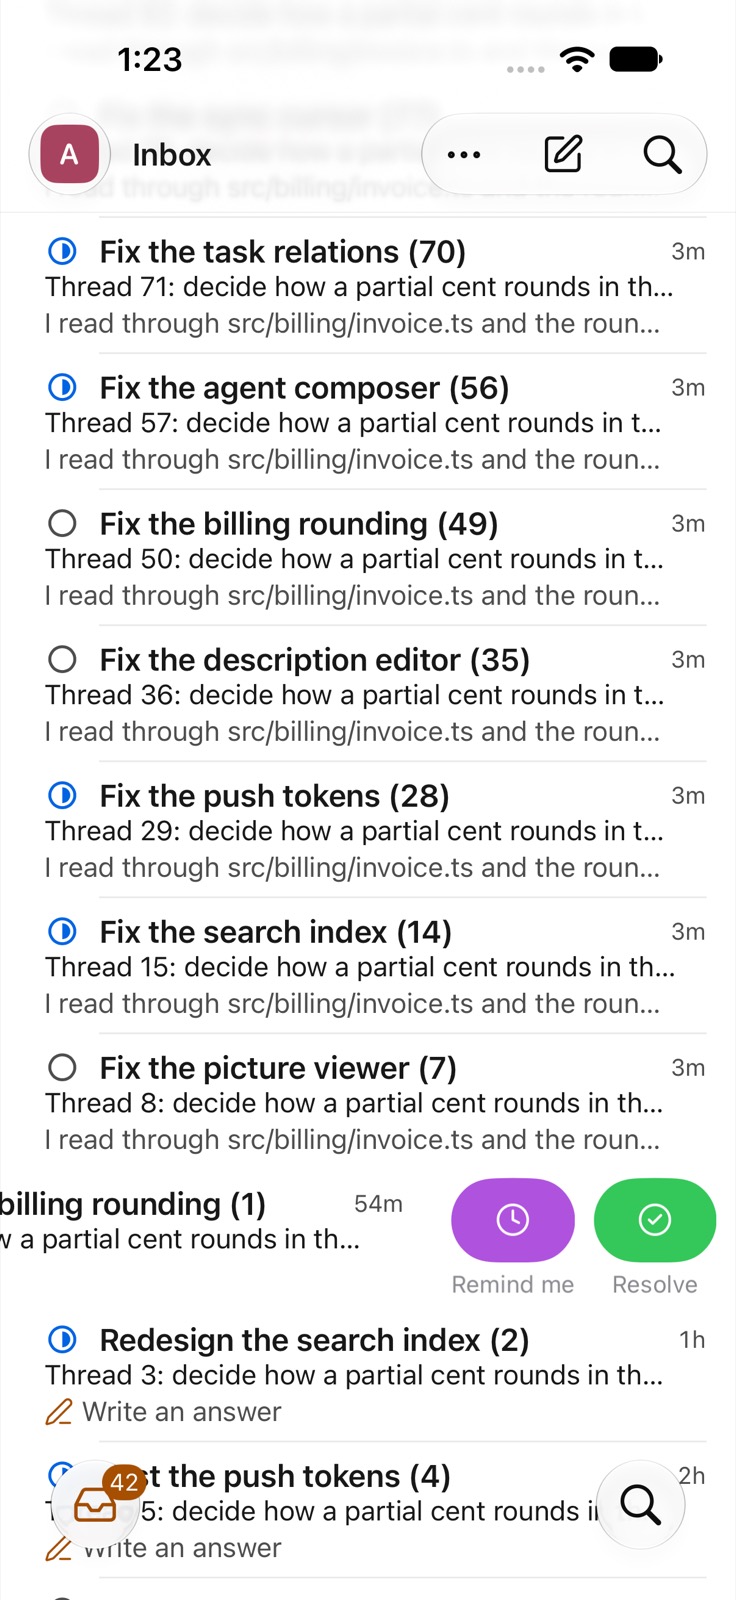 1:23
A
Inbox
Fix the task relations (70)
3m
Thread 71: decide how a partial cent rounds in th...
I read through src/billing/invoice.ts and the roun...
Fix the agent composer (56)
3m
Thread 57: decide how a partial cent rounds in t...
I read through src/billing/invoice.ts and the roun...
Fix the billing rounding (49)
3m
Thread 50: decide how a partial cent rounds in t...
I read through src/billing/invoice.ts and the roun...
Fix the description editor (35)
3m
Thread 36: decide how a partial cent rounds in t...
I read through src/billing/invoice.ts and the roun...
Fix the push tokens (28)
3m
Thread 29: decide how a partial cent rounds in t...
I read through src/billing/invoice.ts and the roun...
Fix the search index (14)
3m
Thread 15: decide how a partial cent rounds in th...
I read through src/billing/invoice.ts and the roun...
Fix the picture viewer (7)
3m
Thread 8: decide how a partial cent rounds in th...
I read through src/billing/invoice.ts and the roun...
billing rounding (1)
54m
w a partial cent rounds in th...
Remind me
Resolve
Redesign the search index (2)
1h
Thread 3: decide how a partial cent rounds in th...
Write an answer
42
the push tokens (4)
2h
5: decide how a partial cent rounds
Write an answer